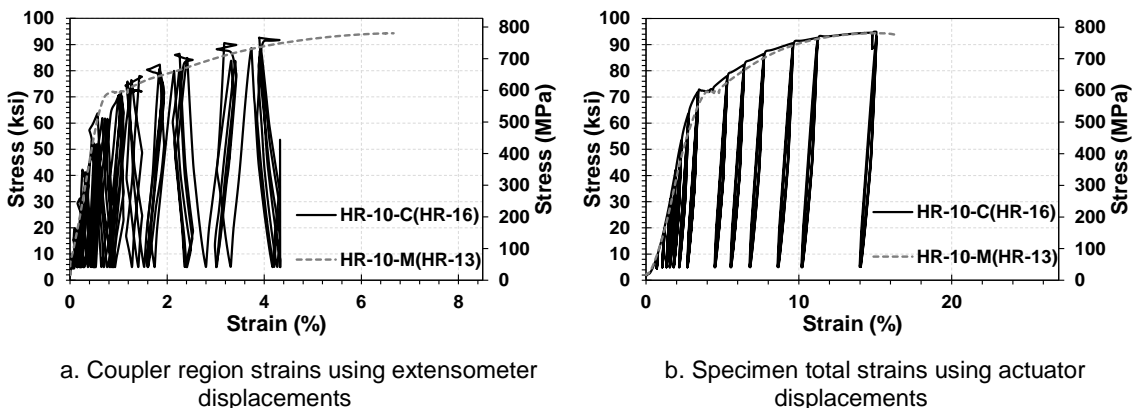 100
90
80
70
60
50
40
30
20
10
0
Stress (ksi)
800
700
600
500
400
300
200
100
0
Stress (MPa)
HR-10-C(HR-16)
HR-10-M(HR-13)
0 2 4 6 8
Strain (%)
a. Coupler region strains using extensometer
displacements
100
90
80
70
60
50
40
30
20
10
0
Stress (ksi)
800
700
600
500
400
300
200
100
0
Stress (MPa)
HR-10-C(HR-16)
HR-10-M(HR-13)
0 10 20
Strain (%)
b. Specimen total strains using actuator
displacements